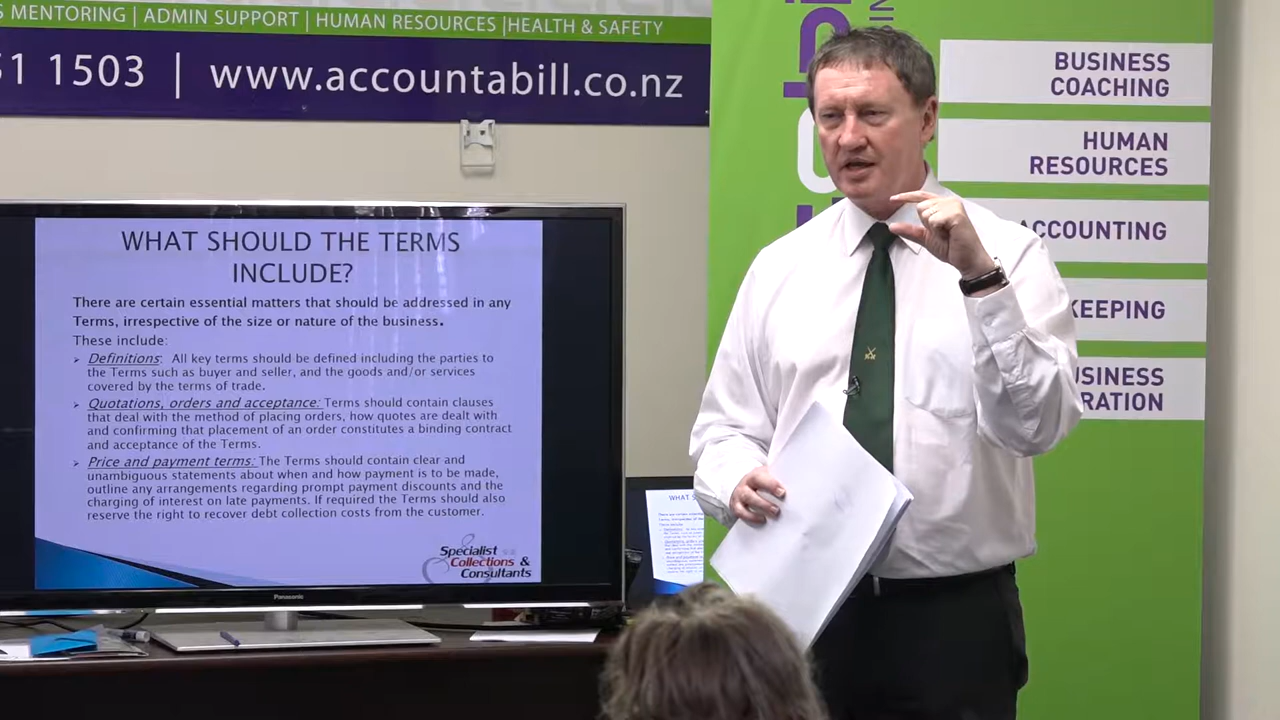 S MENTORING | ADMIN SUPPORT | HUMAN RESOURCES |HEALTH & SAFETY
51 1503 | www.accountabill.co.nz
BUSINESS
COACHING
HUMAN
RESOURCES
CCOUNTING
KEEPING
USINESS
RATION
WHAT SHOULD THE TERMS
INCLUDE?
There are certain essential matters that should be addressed in any
Terms, irrespective of the size or nature of the business.
These include:
➢ Definitions: All key terms should be defined including the parties to
the Terms such as buyer and seller, and the goods and/or services
covered by the terms of trade.
➢ Quotations, orders and acceptance: Terms should contain clauses
that deal with the method of placing orders, how quotes are dealt with
and confirming that placement of an order constitutes a binding contract
and acceptance of the Terms.
➢ Price and payment terms: The Terms should contain clear and
unambiguous statements about when and how payment is to be made,
outline any arrangements regarding prompt payment discounts and the
charging of interest on late payments. If required the Terms should also
reserve the right to recover debt collection costs from the customer.
Specialist
Collections &
Consultants
Panasonic
WHAT S